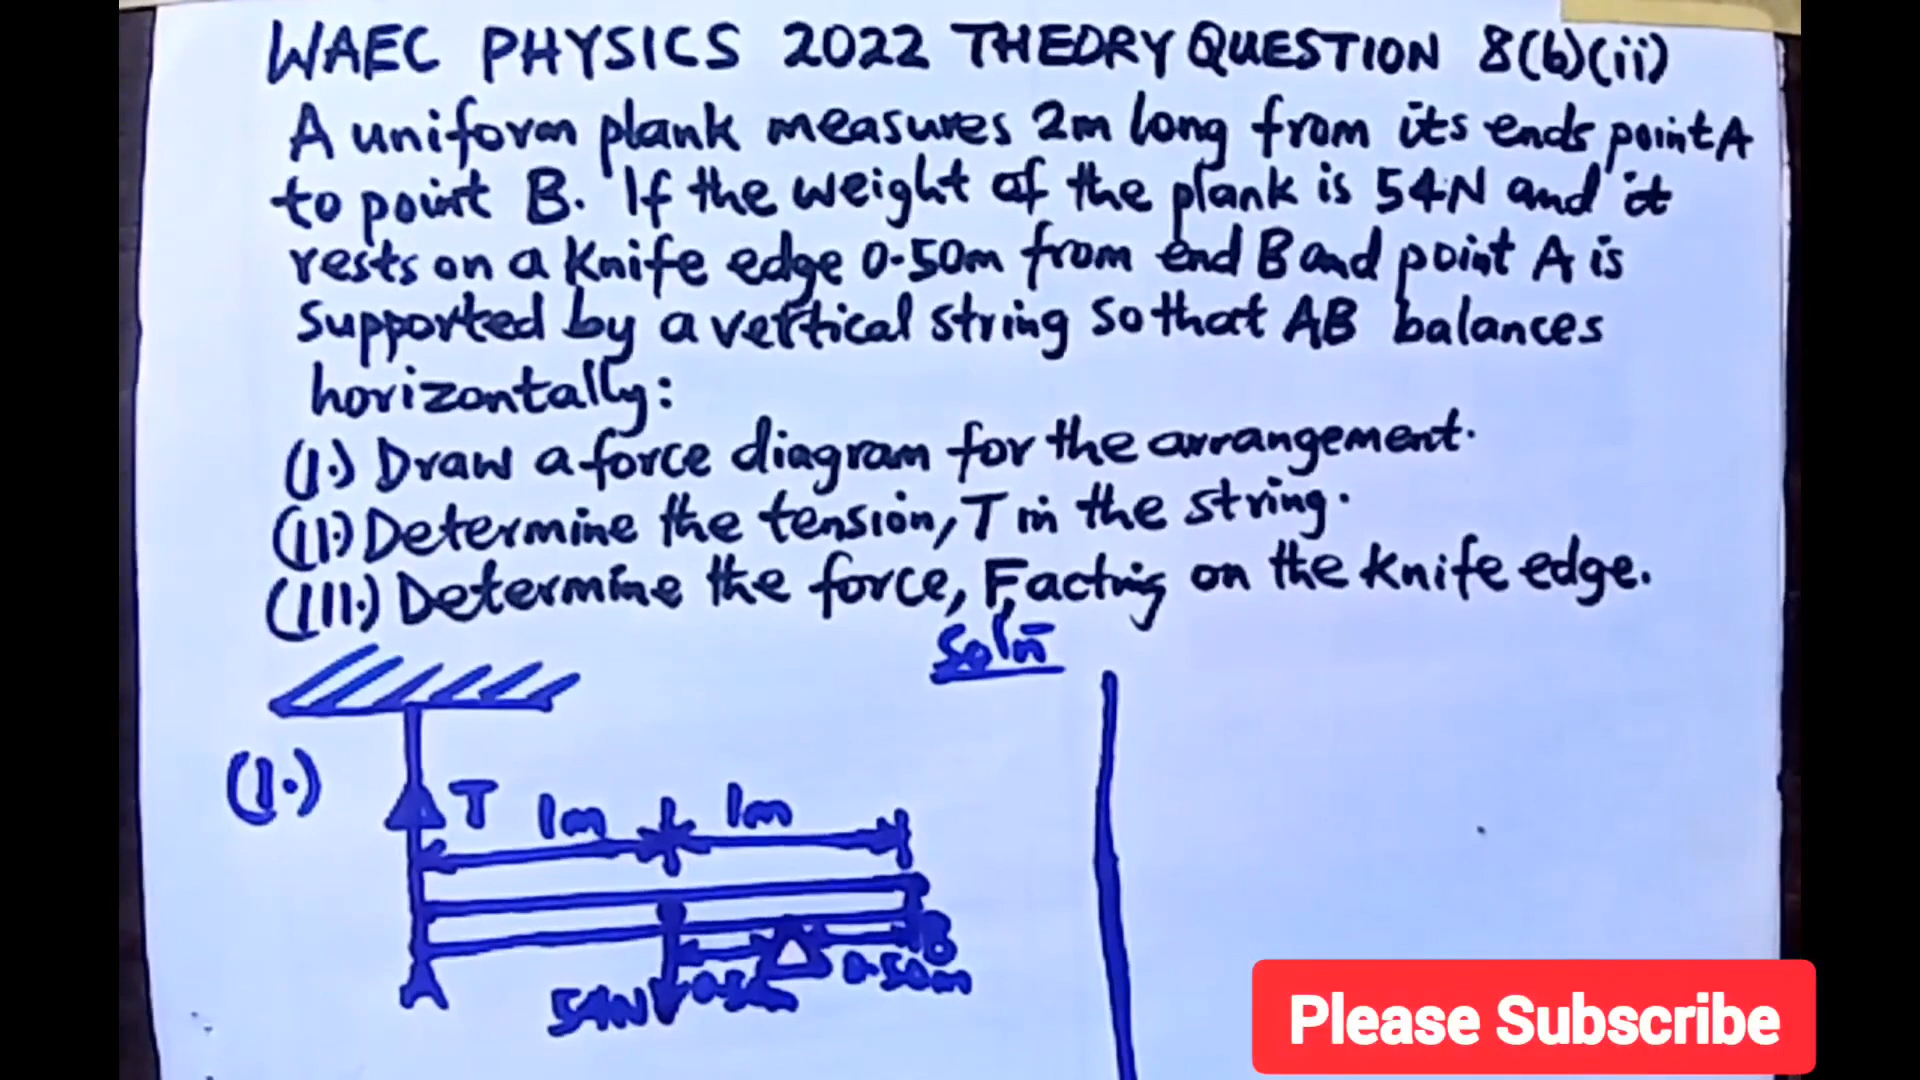 WAEC PHYSICS 2022 THEORY QUESTION 8(b)(ii)
A uniform plank measures 2m long from its ends point A
to point B. If the weight of the plank is 54N and it
rests on a knife edge 0.50m from end B and point A is
supported by a vertical string so that AB balances
horizontally:
(I.) Draw a force diagram for the arrangement.
(II.) Determine the tension, T in the string.
(III.) Determine the force, F, acting on the knife edge.
Soln
(I.)
T 1m 1m
B
A 54N 0.5m 0.50m
Please Subscribe